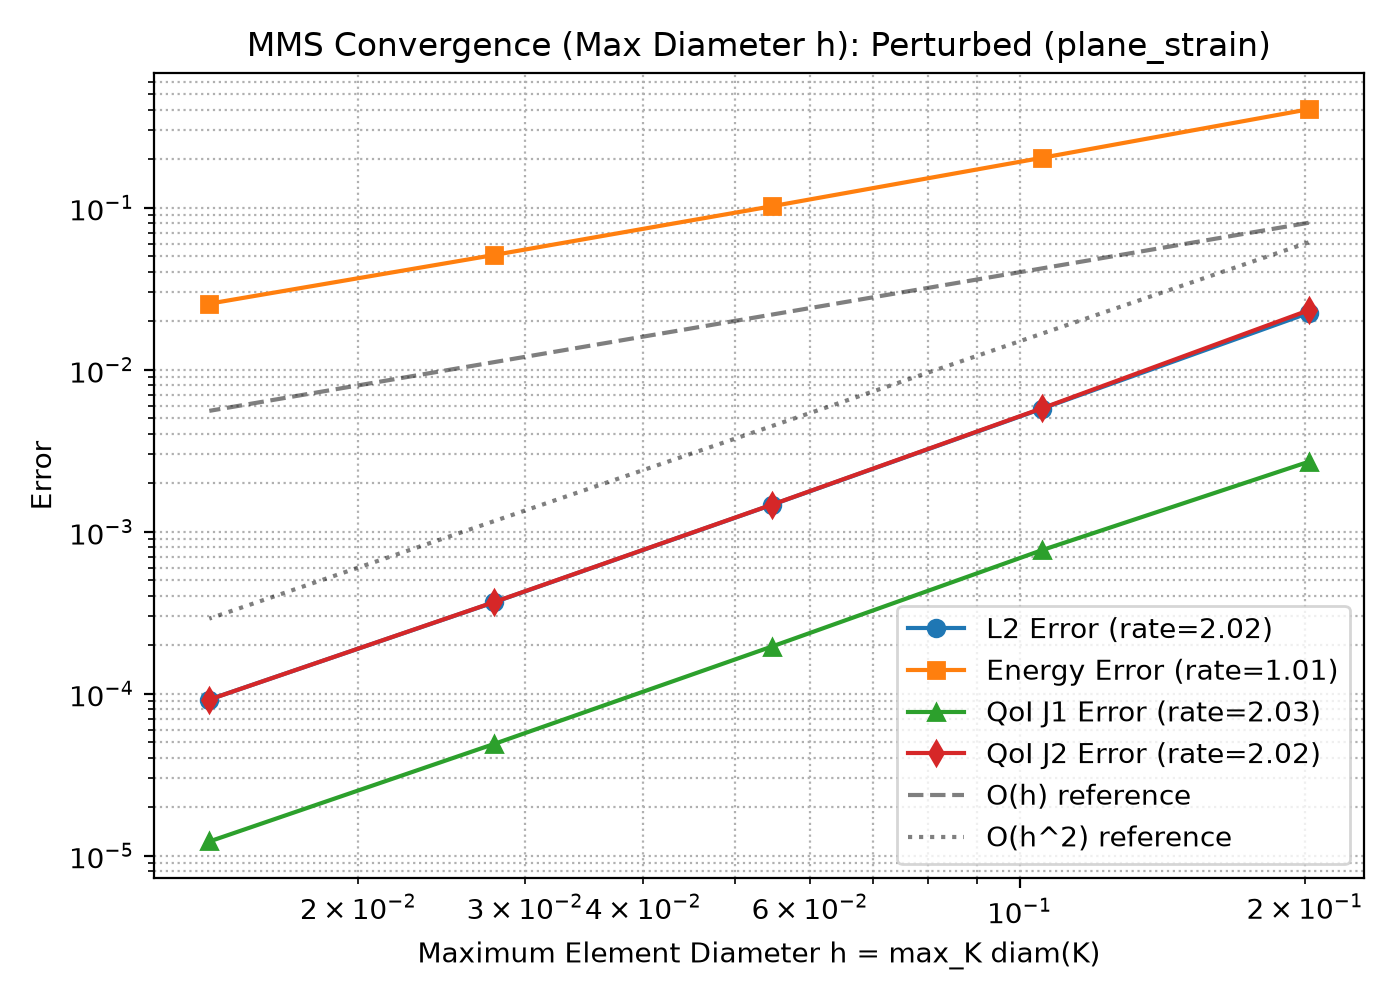 MMS Convergence (Max Diameter h): Perturbed (plane_strain)
Error
10⁻¹
10⁻²
10⁻³
10⁻⁴
10⁻⁵
L2 Error (rate=2.02)
Energy Error (rate=1.01)
QoI J1 Error (rate=2.03)
QoI J2 Error (rate=2.02)
O(h) reference
O(h^2) reference
2 × 10⁻² 3 × 10⁻² 4 × 10⁻² 6 × 10⁻² 10⁻¹ 2 × 10⁻¹
Maximum Element Diameter h = max_K diam(K)